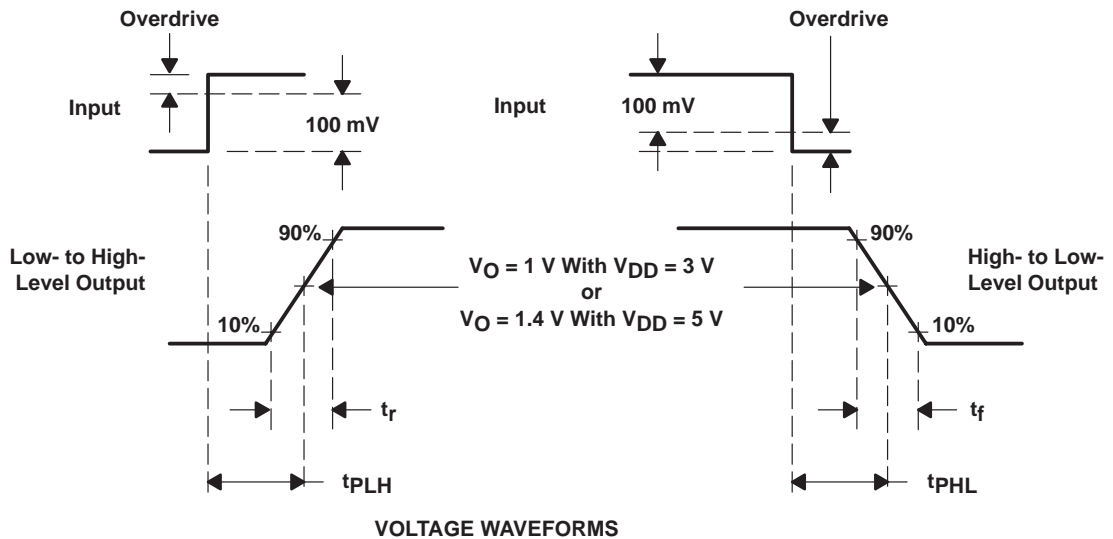 Overdrive
Overdrive
Input
100 mV
Input
100 mV
Low- to High-
Level Output
90%
10%
VO = 1 V With VDD = 3 V
or
VO = 1.4 V With VDD = 5 V
90%
10%
High- to Low-
Level Output
tr
tf
tPLH
tPHL
VOLTAGE WAVEFORMS